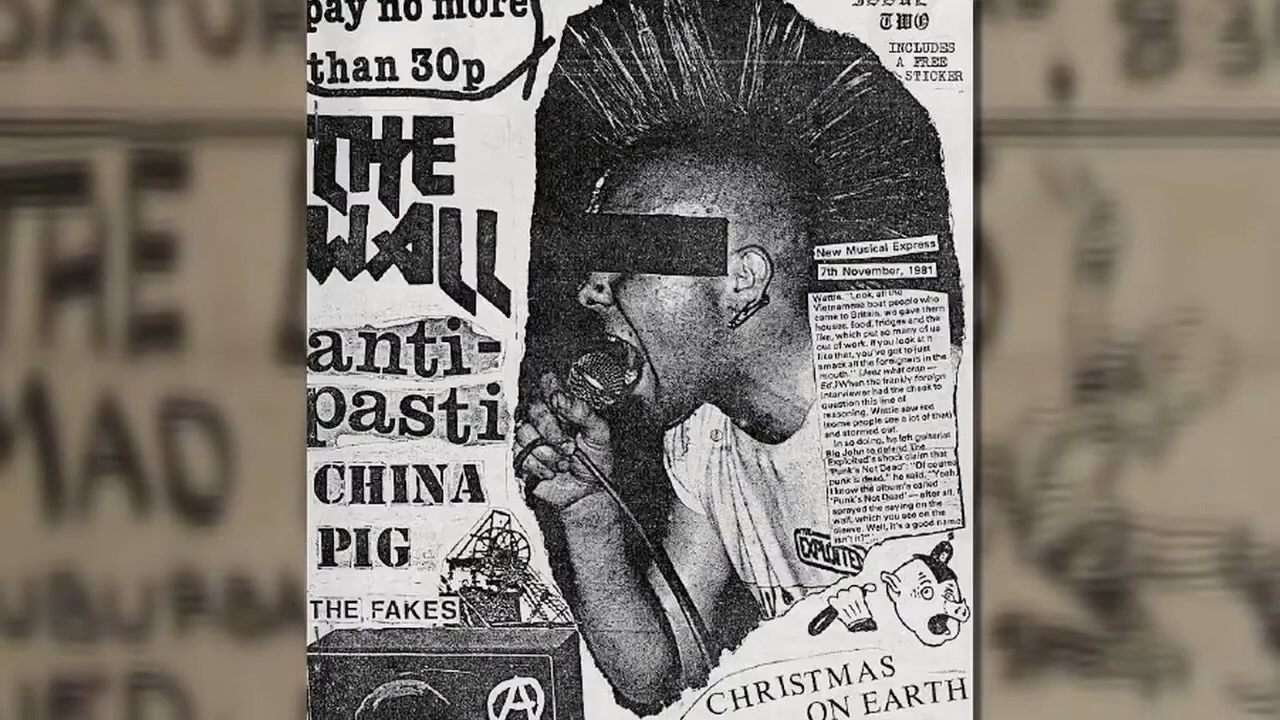 pay no more
than 30p
ISSUE
TWO
INCLUDES
A FREE
STICKER
THE
WALL
anti-
pasti
CHINA
PIG
THE FAKES
New Musical Express
7th November, 1981
Wattie. "Look, all the
Vietnamese boat people who
came to Britain, we gave them
houses, food, fridges and the
like, which put so many of us
out of work. If you look at it
like that, you've got to just
smack all the foreigners in the
mouth." (Jeez what crap —
Ed.) When the frankly foreign
interviewer had the cheek to
question this line of
reasoning, Wattie saw red
(some people see a lot of that)
and stormed out.
In so doing, he left guitarist
Big John to defend The
Exploited's shock claim that
'Punk's Not Dead': "Of course
punk is dead," he said, "Yeah,
I know the album's called
'Punk's Not Dead' — after all, I
sprayed the saying on the
wall, which you see on the
sleeve. Well, it's a good name
isn't it?"
EXPLOITED
CHRISTMAS
ON EARTH